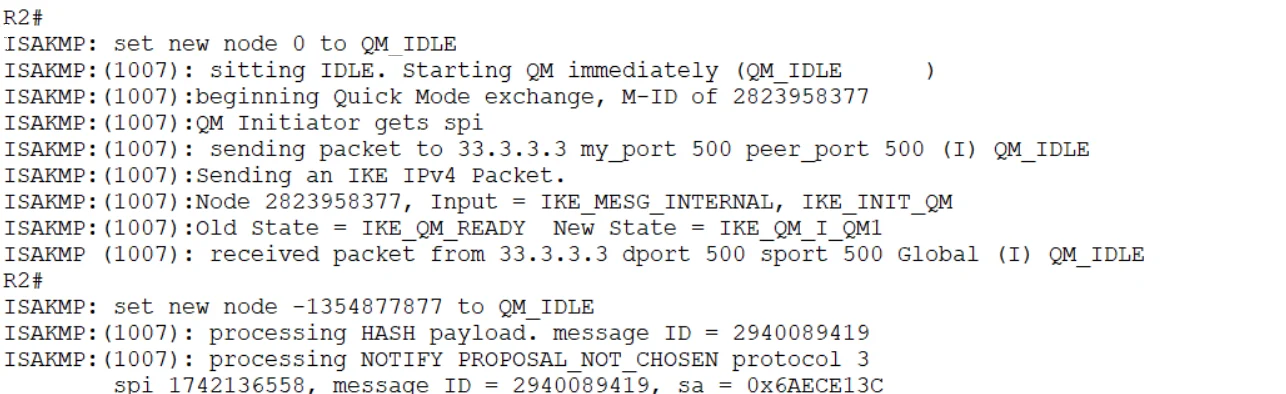 R2#
ISAKMP: set new node 0 to QM_IDLE
ISAKMP:(1007): sitting IDLE. Starting QM immediately (QM_IDLE      )
ISAKMP:(1007):beginning Quick Mode exchange, M-ID of 2823958377
ISAKMP:(1007):QM Initiator gets spi
ISAKMP:(1007): sending packet to 33.3.3.3 my_port 500 peer_port 500 (I) QM_IDLE
ISAKMP:(1007):Sending an IKE IPv4 Packet.
ISAKMP:(1007):Node 2823958377, Input = IKE_MESG_INTERNAL, IKE_INIT_QM
ISAKMP:(1007):Old State = IKE_QM_READY  New State = IKE_QM_I_QM1
ISAKMP (1007): received packet from 33.3.3.3 dport 500 sport 500 Global (I) QM_IDLE
R2#
ISAKMP: set new node -1354877877 to QM_IDLE
ISAKMP:(1007): processing HASH payload. message ID = 2940089419
ISAKMP:(1007): processing NOTIFY PROPOSAL_NOT_CHOSEN protocol 3
        spi 1742136558, message ID = 2940089419, sa = 0x6AECE13C